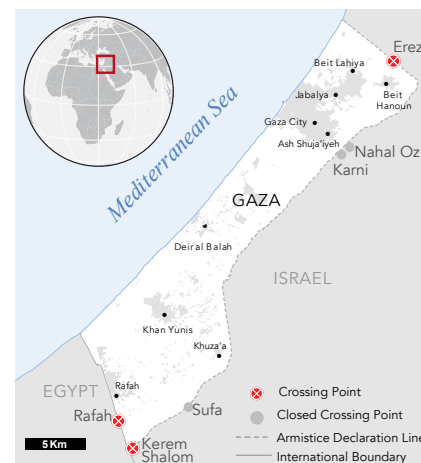 Erez
Beit Lahiya
Jabalya
Beit
Hanoun
Gaza City
Ash Shuja'iyeh
Nahal Oz
Karni
Mediterranean Sea
GAZA
Deir al Balah
ISRAEL
Khan Yunis
Khuza'a
EGYPT
Rafah
Rafah
Sufa
Kerem
Shalom
5 Km
Crossing Point
Closed Crossing Point
Armistice Declaration Line
International Boundary